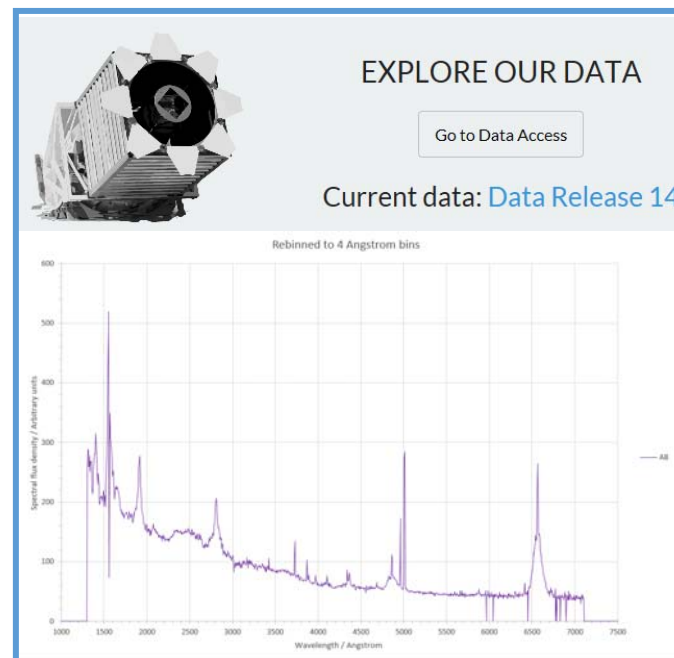 EXPLORE OUR DATA
Go to Data Access
Current data: Data Release 14
Rebinned to 4 Angstrom bins
600
500
400
300
200
100
0
Spectral flux density / Arbitrary units
AB
1000 1500 2000 2500 3000 3500 4000 4500 5000 5500 6000 6500 7000 7500
Wavelength / Angstrom